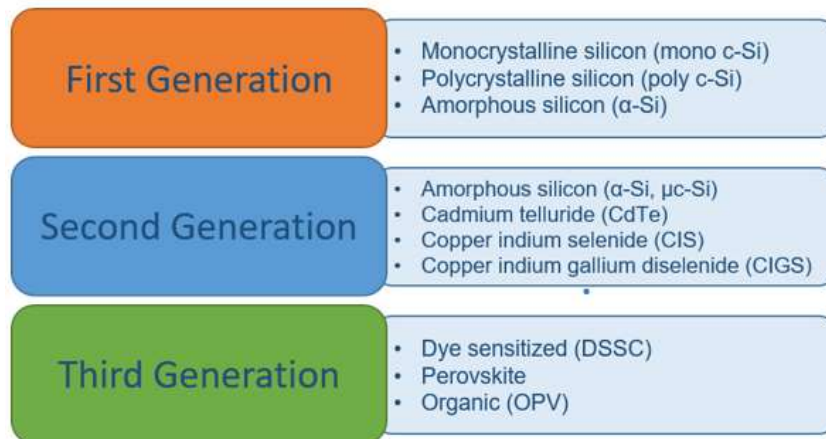 First Generation
• Monocrystalline silicon (mono c-Si)
• Polycrystalline silicon (poly c-Si)
• Amorphous silicon (α-Si)
Second Generation
• Amorphous silicon (α-Si, μc-Si)
• Cadmium telluride (CdTe)
• Copper indium selenide (CIS)
• Copper indium gallium diselenide (CIGS)
•
Third Generation
• Dye sensitized (DSSC)
• Perovskite
• Organic (OPV)